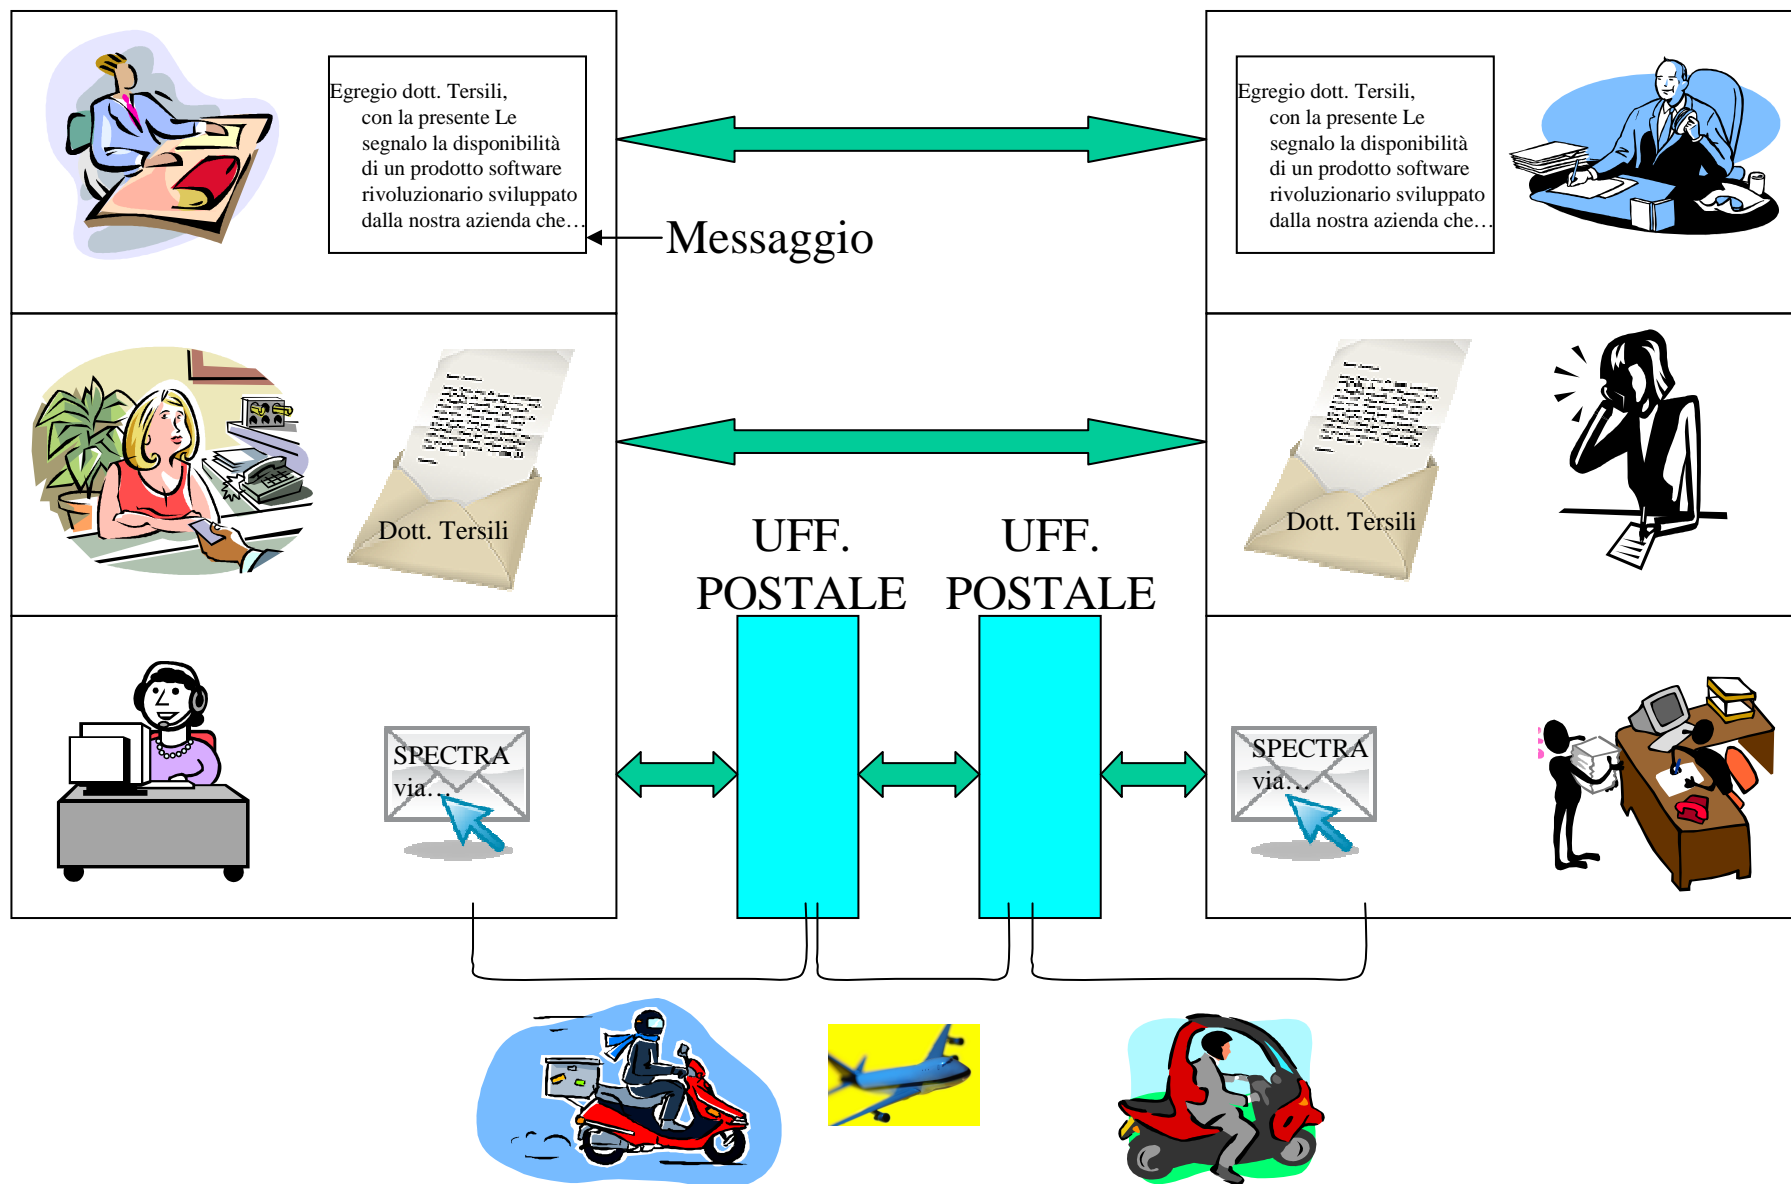 Egregio dott. Tersili,
con la presente Le
segnalo la disponibilità
di un prodotto software
rivoluzionario sviluppato
dalla nostra azienda che…
Egregio dott. Tersili,
con la presente Le
segnalo la disponibilità
di un prodotto software
rivoluzionario sviluppato
dalla nostra azienda che…
Messaggio
Dott. Tersili
Dott. Tersili
UFF.
POSTALE
UFF.
POSTALE
SPECTRA
via…
SPECTRA
via…